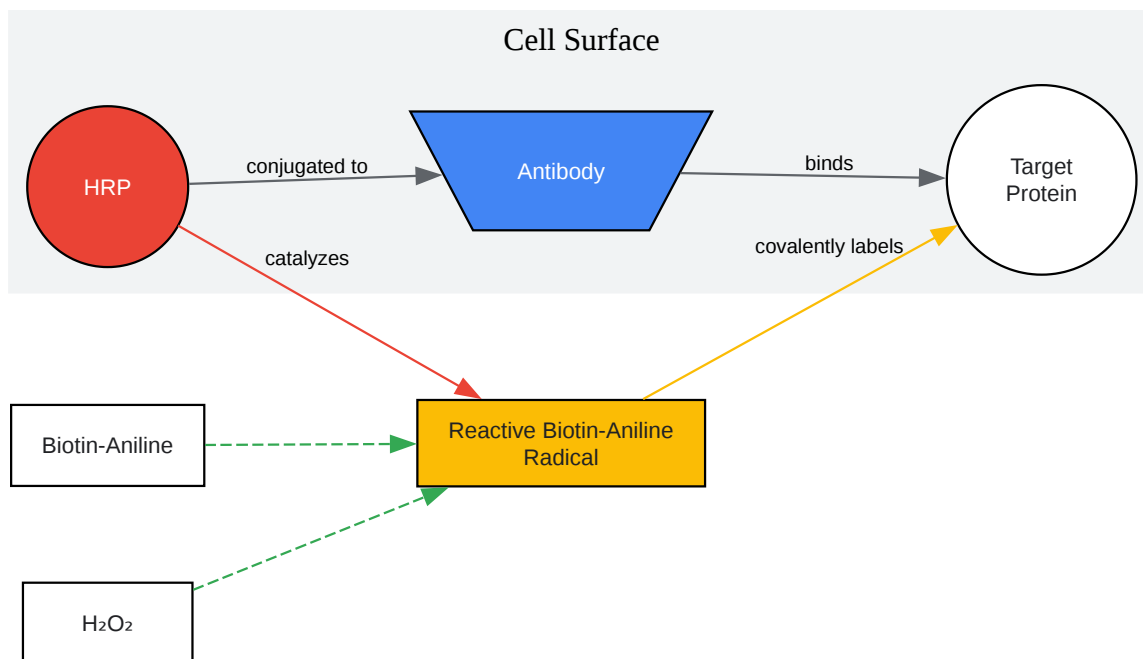 Cell Surface
HRP
conjugated to
Antibody
binds
Target
Protein
catalyzes
covalently labels
Biotin-Aniline
Reactive Biotin-Aniline
Radical
H₂O₂